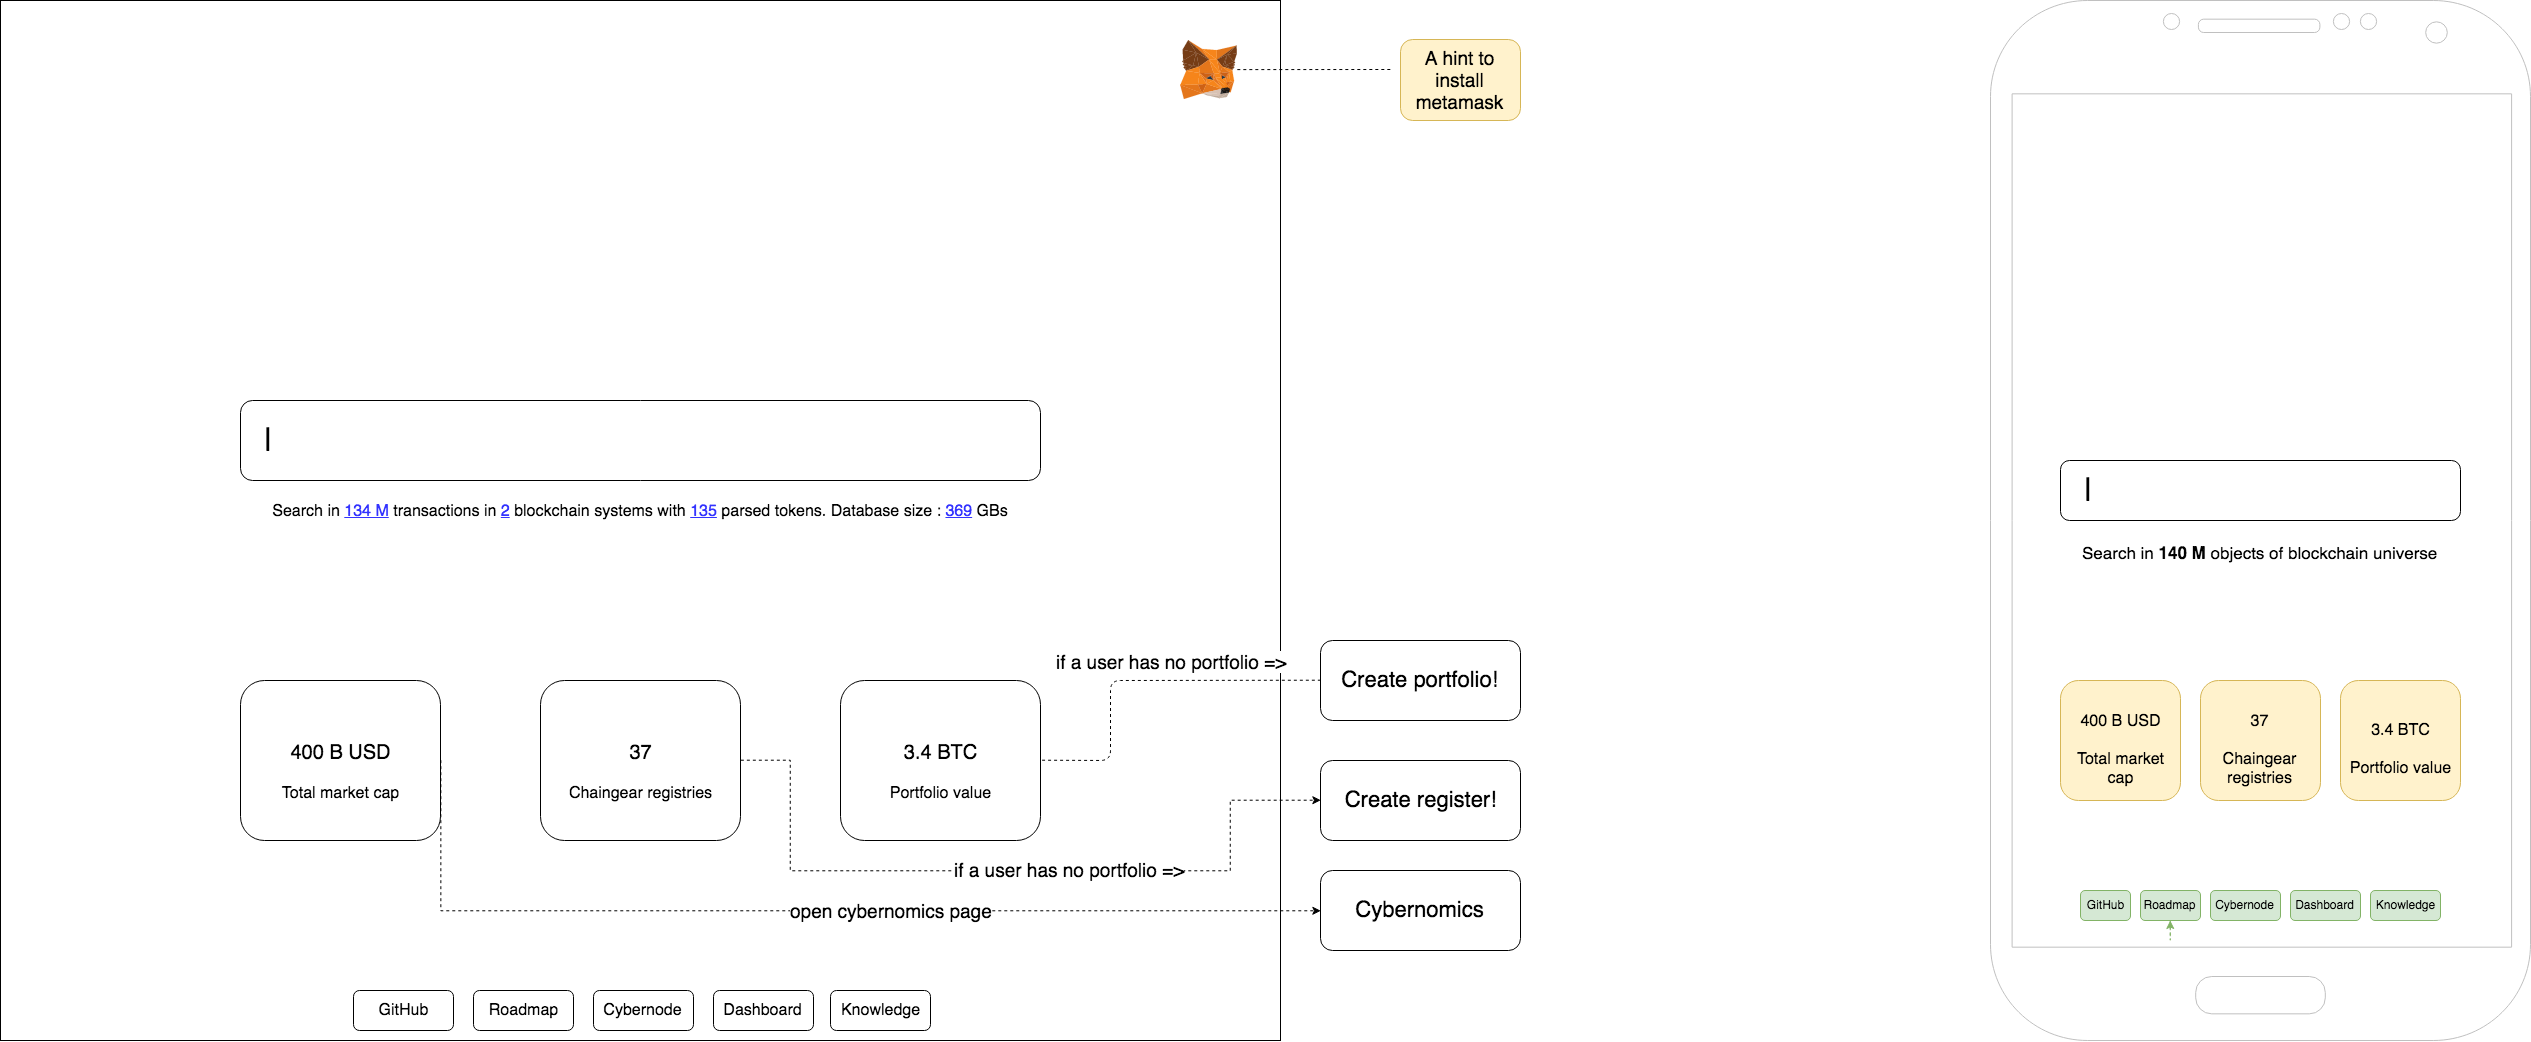 A hint to
install
metamask
Search in 134 M transactions in 2 blockchain systems with 135 parsed tokens. Database size : 369 GBs
if a user has no portfolio =>
Create portfolio!
400 B USD
Total market cap
37
Chaingear registries
3.4 BTC
Portfolio value
Create register!
if a user has no portfolio =>
open cybernomics page
Cybernomics
GitHub
Roadmap
Cybernode
Dashboard
Knowledge
Search in 140 M objects of blockchain universe
400 B USD
Total market
cap
37
Chaingear
registries
3.4 BTC
Portfolio value
GitHub
Roadmap
Cybernode
Dashboard
Knowledge